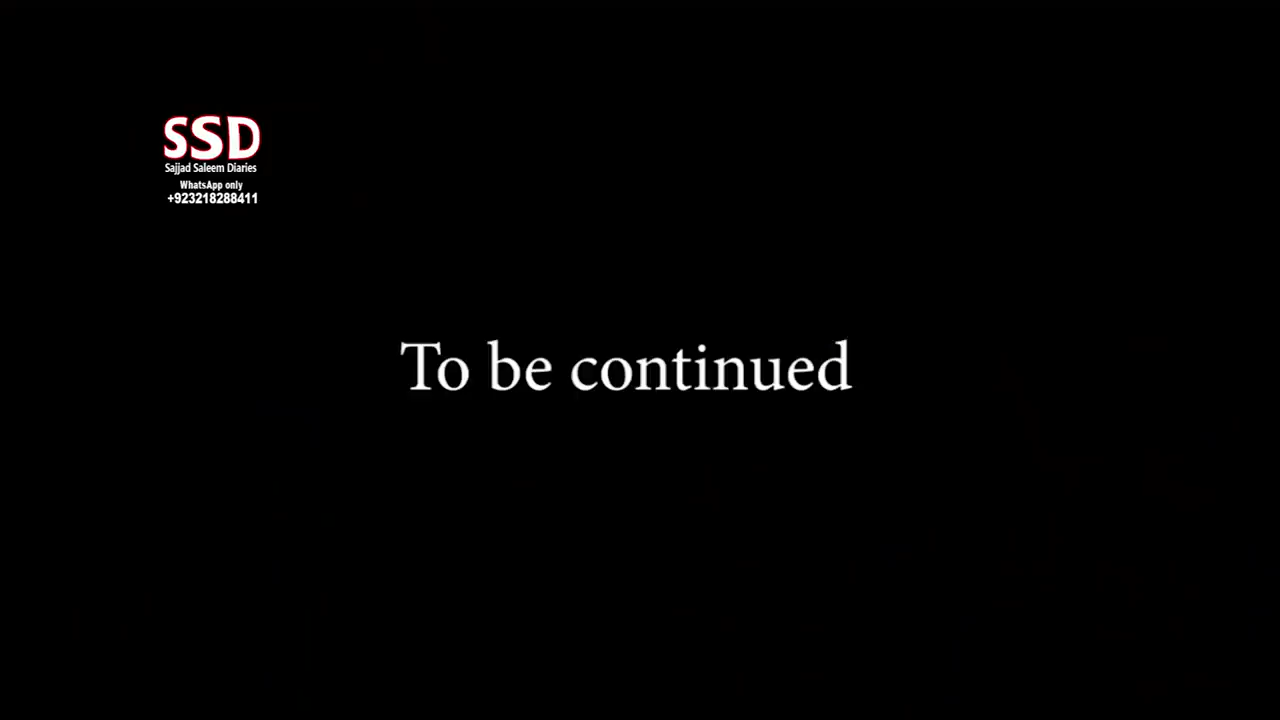 SSD
Sajjad Saleem Diaries
WhatsApp only
+923218288411
To be continued